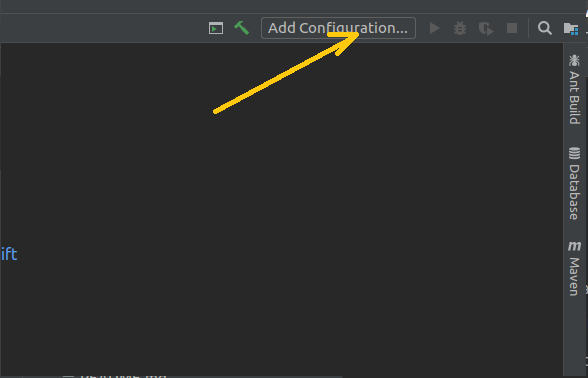 Add Configuration...
Ant Build
Database
ift
m
Maven